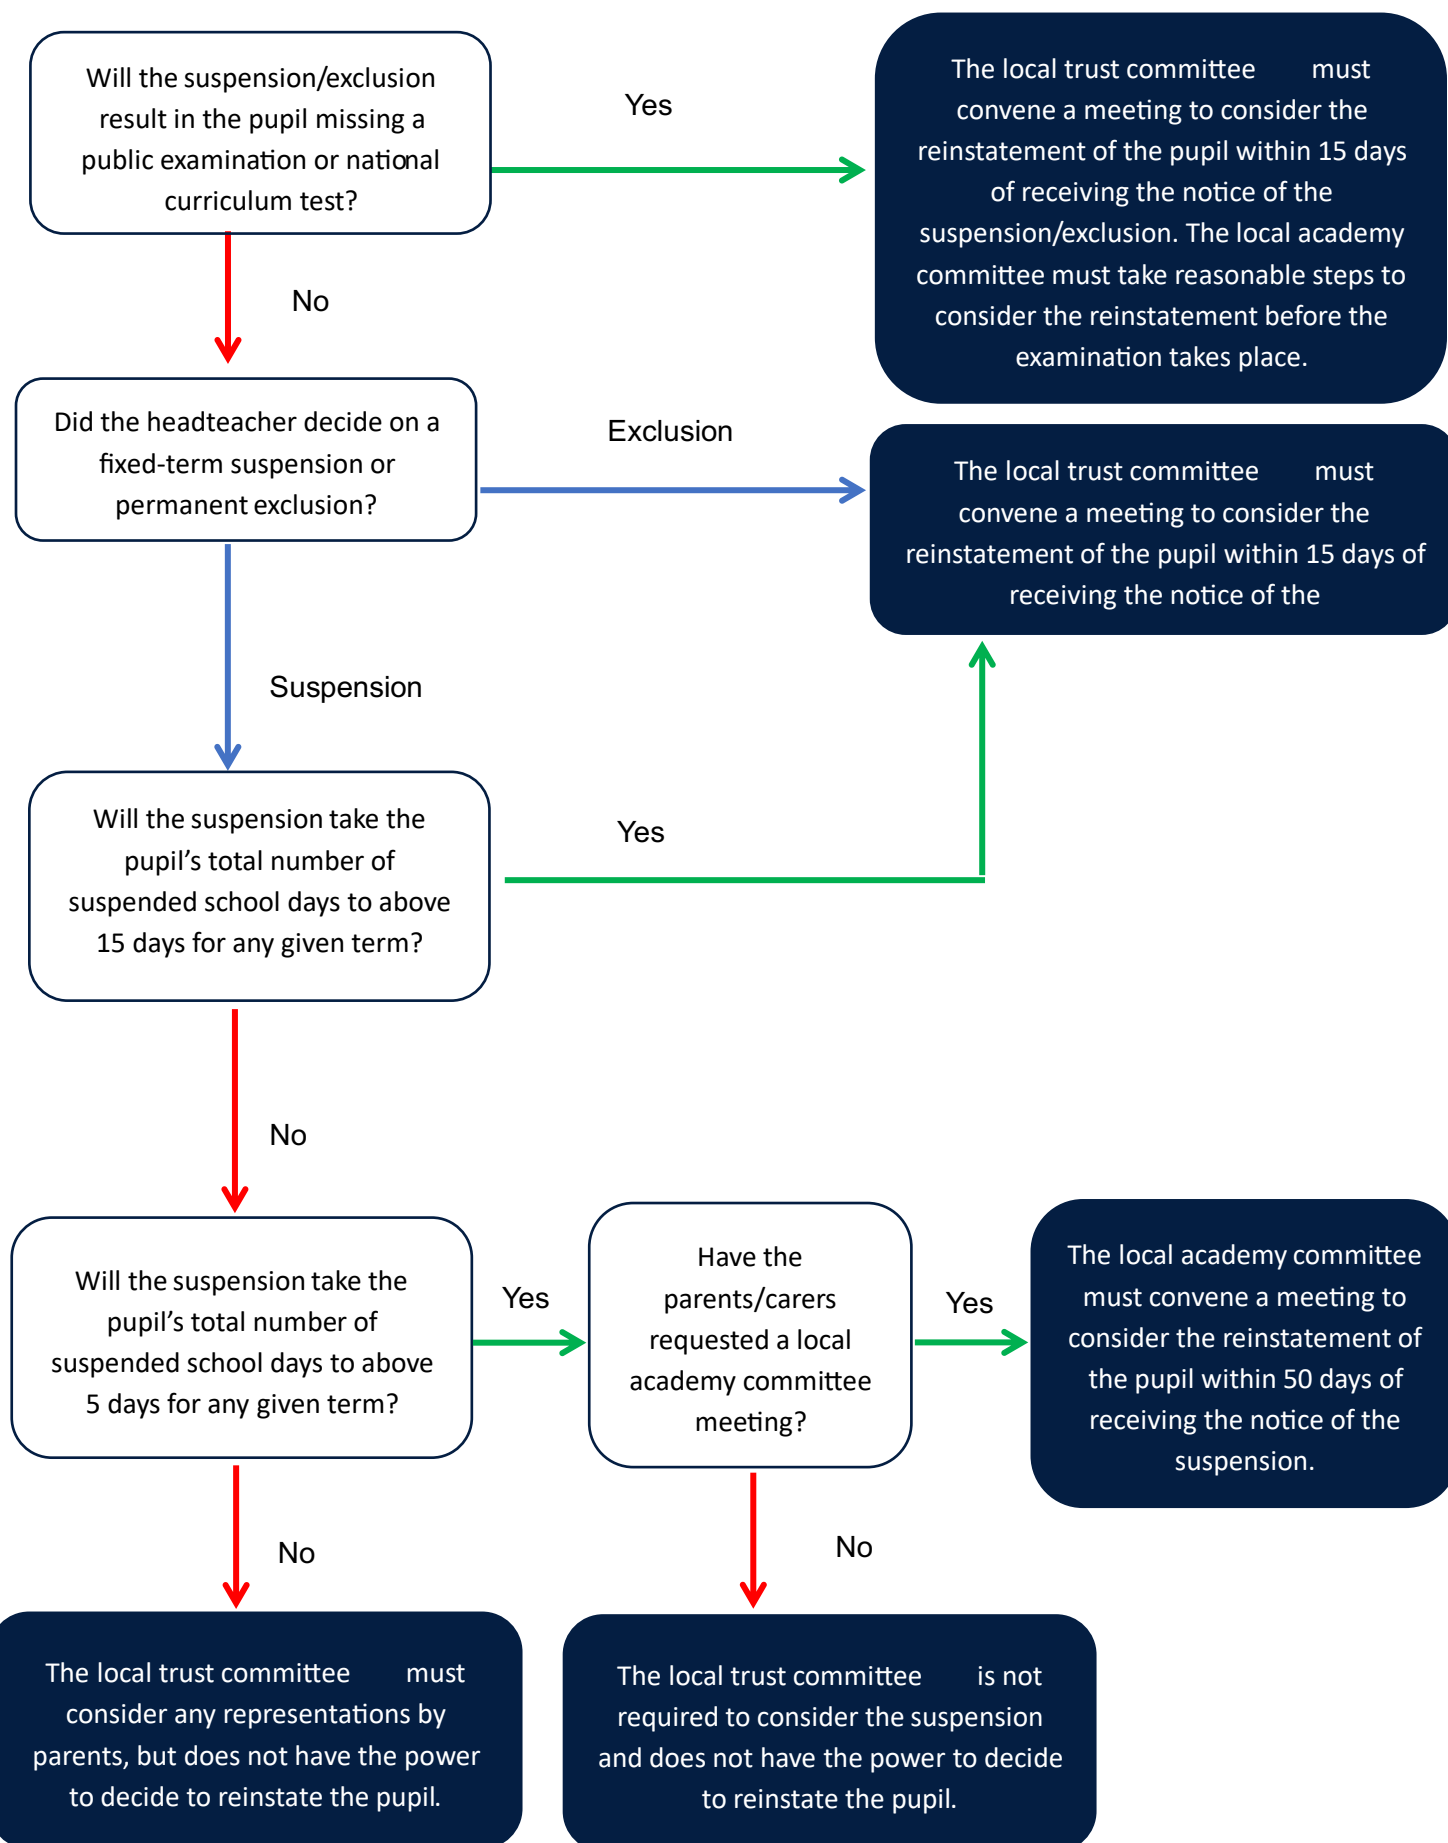 Will the suspension/exclusion
result in the pupil missing a
public examination or national
curriculum test?
Yes
The local trust committee must
convene a meeting to consider the
reinstatement of the pupil within 15 days
of receiving the notice of the
suspension/exclusion. The local academy
committee must take reasonable steps to
consider the reinstatement before the
examination takes place.
No
Did the headteacher decide on a
fixed-term suspension or
permanent exclusion?
Exclusion
The local trust committee must
convene a meeting to consider the
reinstatement of the pupil within 15 days of
receiving the notice of the
Suspension
Will the suspension take the
pupil’s total number of
suspended school days to above
15 days for any given term?
Yes
No
Will the suspension take the
pupil’s total number of
suspended school days to above
5 days for any given term?
Yes
Have the
parents/carers
requested a local
academy committee
meeting?
Yes
The local academy committee
must convene a meeting to
consider the reinstatement of
the pupil within 50 days of
receiving the notice of the
suspension.
No
No
The local trust committee must
consider any representations by
parents, but does not have the power
to decide to reinstate the pupil.
The local trust committee is not
required to consider the suspension
and does not have the power to decide
to reinstate the pupil.